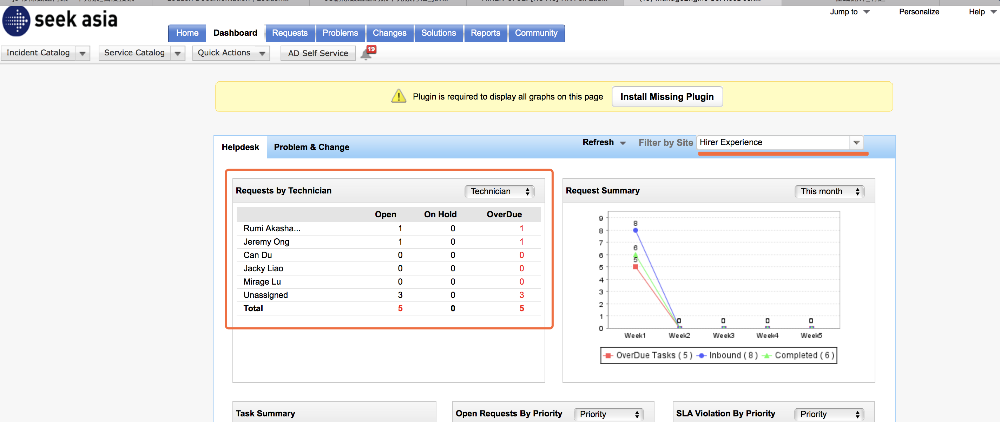 seek asia
Jump to
Personalize
Help
Home
Dashboard
Requests
Problems
Changes
Solutions
Reports
Community
Incident Catalog
Service Catalog
Quick Actions
AD Self Service
19
Plugin is required to display all graphs on this page
Install Missing Plugin
Helpdesk
Problem & Change
Refresh
Filter by Site
Hirer Experience
Requests by Technician
Technician
Open On Hold OverDue
Rumi Akasha... 1 0 1
Jeremy Ong 1 0 1
Can Du 0 0 0
Jacky Liao 0 0 0
Mirage Lu 0 0 0
Unassigned 3 0 3
Total 5 0 5
Request Summary
This month
9
8
7
6
5
4
3
2
1
0
8
6
5
0 0 0 0
Week1 Week2 Week3 Week4 Week5
OverDue Tasks ( 5 ) Inbound ( 8 ) Completed ( 6 )
Task Summary
Open Requests By Priority
Priority
SLA Violation By Priority
Priority